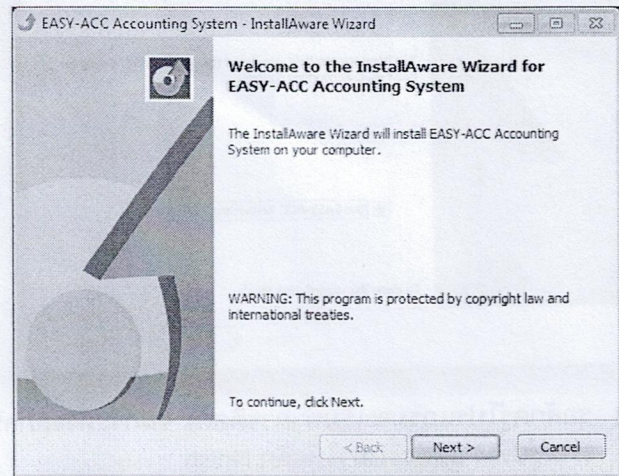 EASY-ACC Accounting System - InstallAware Wizard
Welcome to the InstallAware Wizard for
EASY-ACC Accounting System
The InstallAware Wizard will install EASY-ACC Accounting
System on your computer.
WARNING: This program is protected by copyright law and
international treaties.
To continue, click Next.
< Back
Next >
Cancel